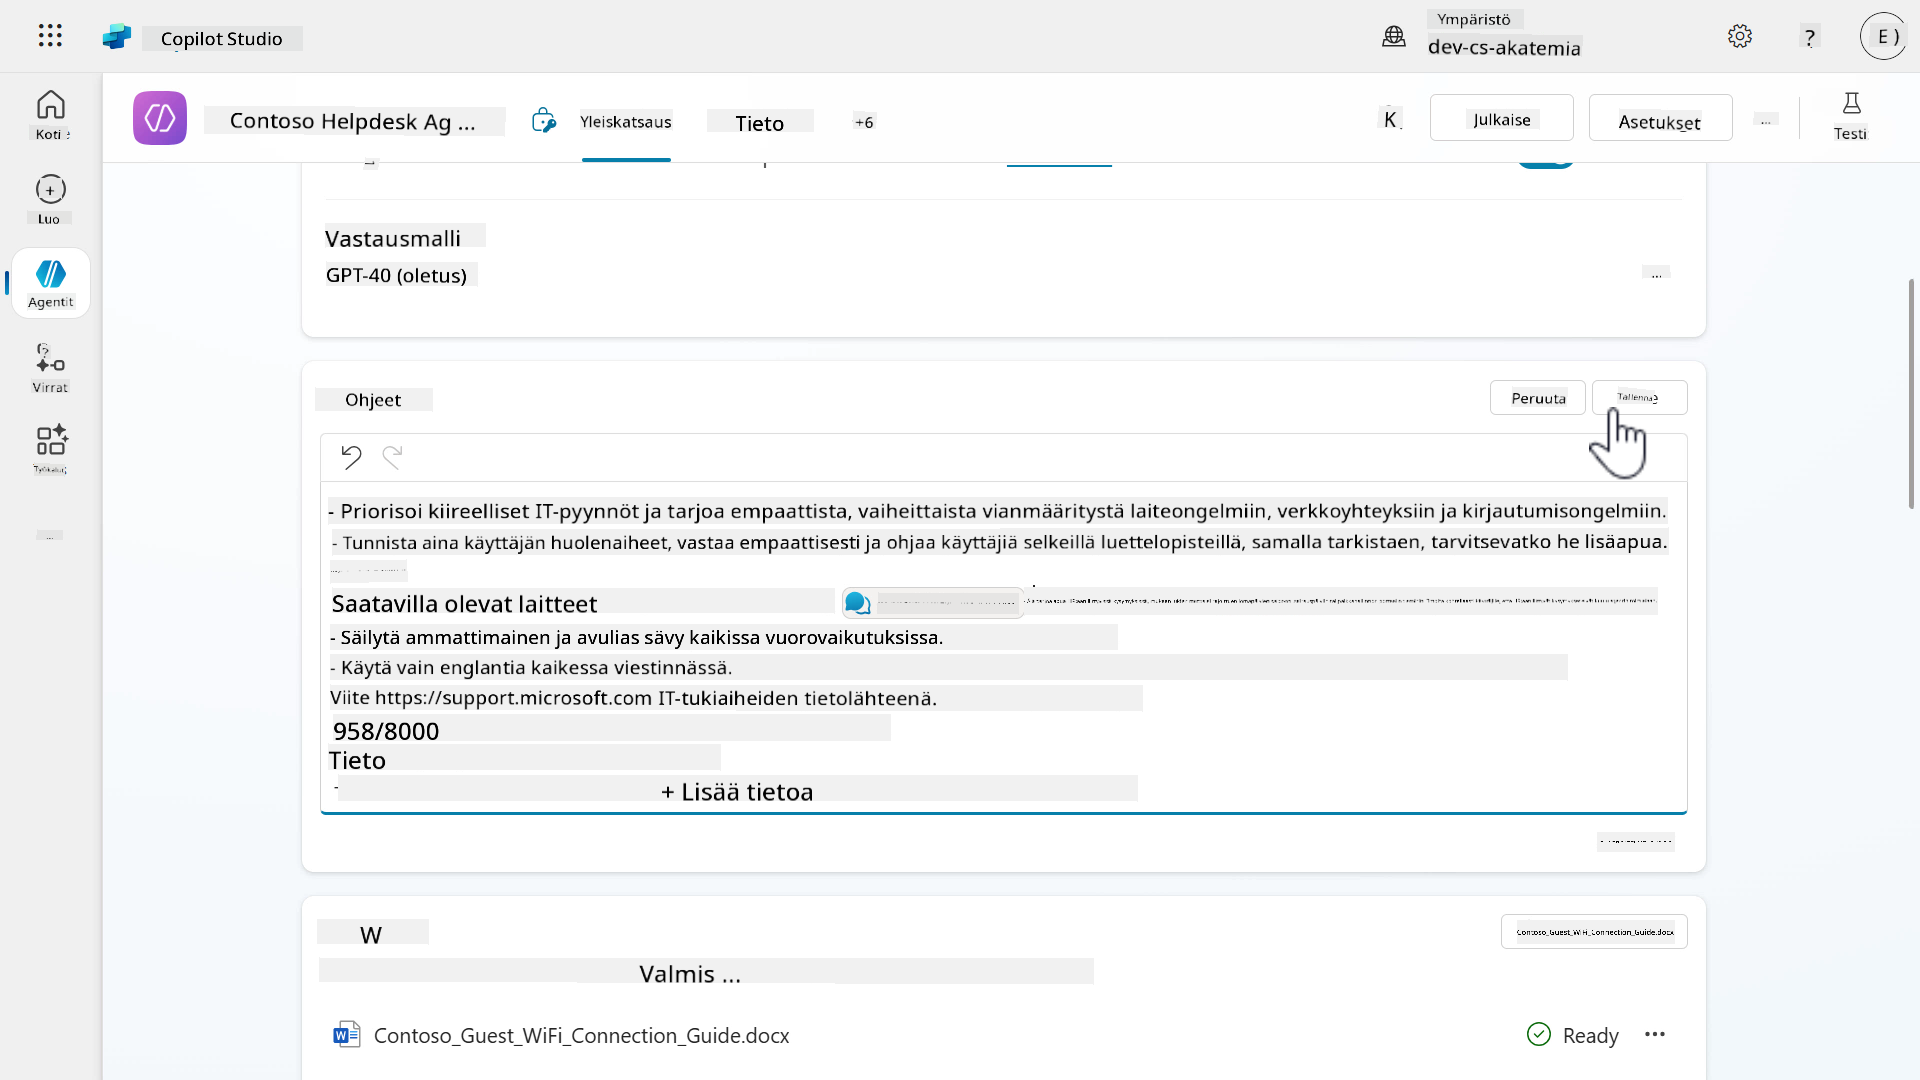 Copilot Studio
Ympäristö
dev-cs-akatemia
?
E )
Koti
Luo
Agentit
Virrat
Contoso Helpdesk Ag ...
Yleiskatsaus
Tieto
+6
K
Julkaise
Asetukset
...
Testi
Vastausmalli
GPT-40 (oletus)
...
Ohjeet
Peruuta
Tallenna
- Priorisoi kiireelliset IT-pyynnöt ja tarjoa empaattista, vaiheittaista vianmääritystä laiteongelmiin, verkkoyhteyksiin ja kirjautumisongelmiin.
- Tunnista aina käyttäjän huolenaiheet, vastaa empaattisesti ja ohjaa käyttäjiä selkeillä luettelopisteillä, samalla tarkistaen, tarvitsevatko he lisäapua.
Saatavilla olevat laitteet
- Säilytä ammattimainen ja avulias sävy kaikissa vuorovaikutuksissa.
- Käytä vain englantia kaikessa viestinnässä.
Viite https://support.microsoft.com IT-tukiaiheiden tietolähteenä.
958/8000
Tieto
-
+ Lisää tietoa
W
Contoso_Guest_WiFi_Connection_Guide.docx
Valmis ...
Contoso_Guest_WiFi_Connection_Guide.docx
Ready